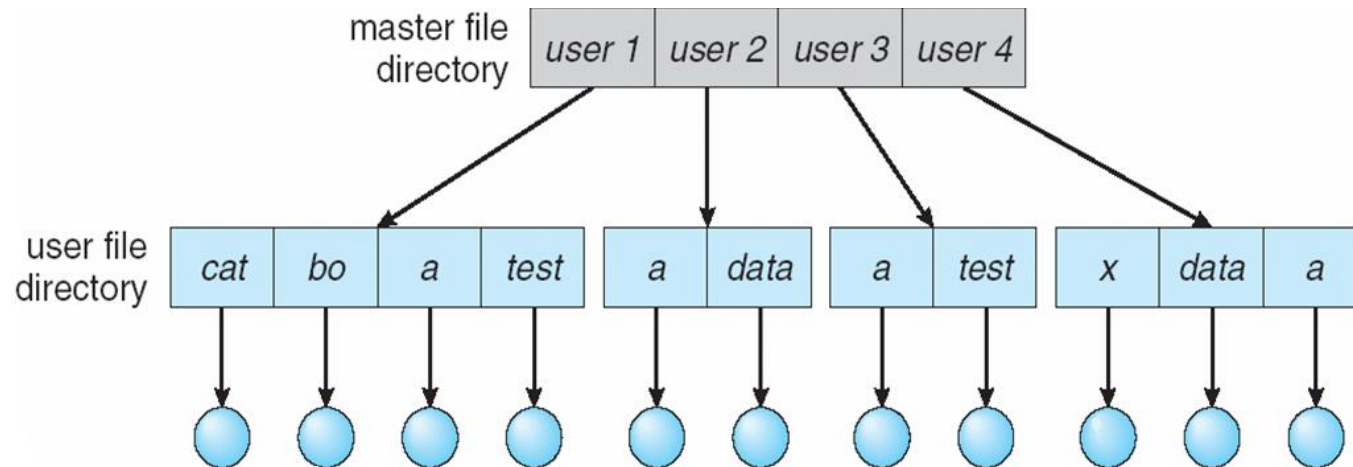 master file
directory
user 1 user 2 user 3 user 4
user file
directory
cat bo a test a data a test x data a